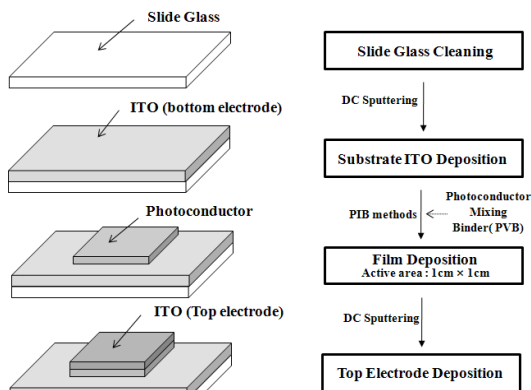 Slide Glass
ITO (bottom electrode)
Photoconductor
ITO (Top electrode)
Slide Glass Cleaning
DC Sputtering
Substrate ITO Deposition
PIB methods
Photoconductor
Mixing
Binder( PVB)
Film Deposition
Active area : 1cm × 1cm
DC Sputtering
Top Electrode Deposition